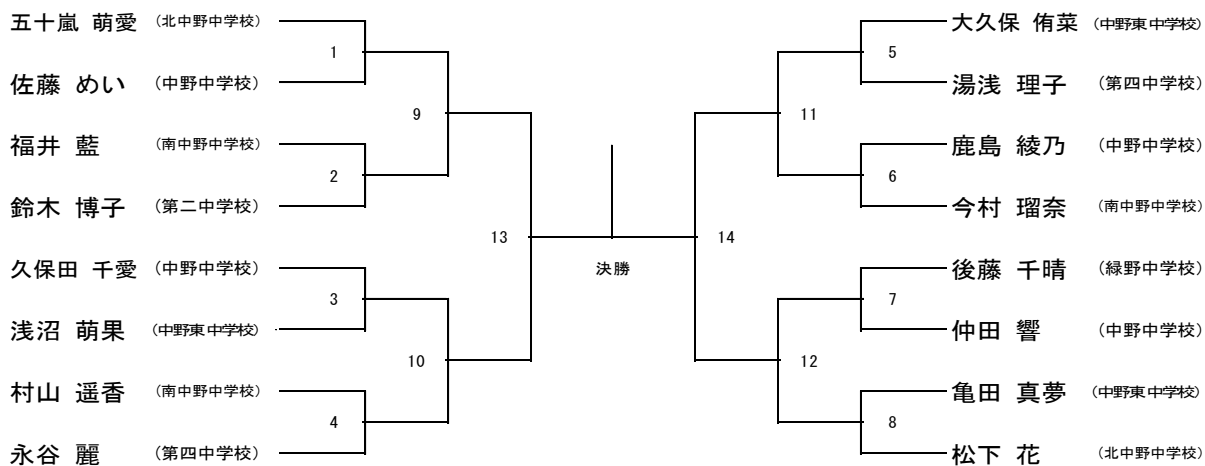 五十嵐 萌愛 (北中野中学校)
1
佐藤 めい (中野中学校)
9
福井 藍 (南中野中学校)
2
鈴木 博子 (第二中学校)
13
久保田 千愛 (中野中学校)
3
浅沼 萌果 (中野東中学校)
10
村山 遥香 (南中野中学校)
4
永谷 麗 (第四中学校)
決勝
大久保 侑菜 (中野東中学校)
5
湯浅 理子 (第四中学校)
11
鹿島 綾乃 (中野中学校)
6
今村 瑠奈 (南中野中学校)
14
後藤 千晴 (緑野中学校)
7
仲田 響 (中野中学校)
12
亀田 真夢 (中野東中学校)
8
松下 花 (北中野中学校)